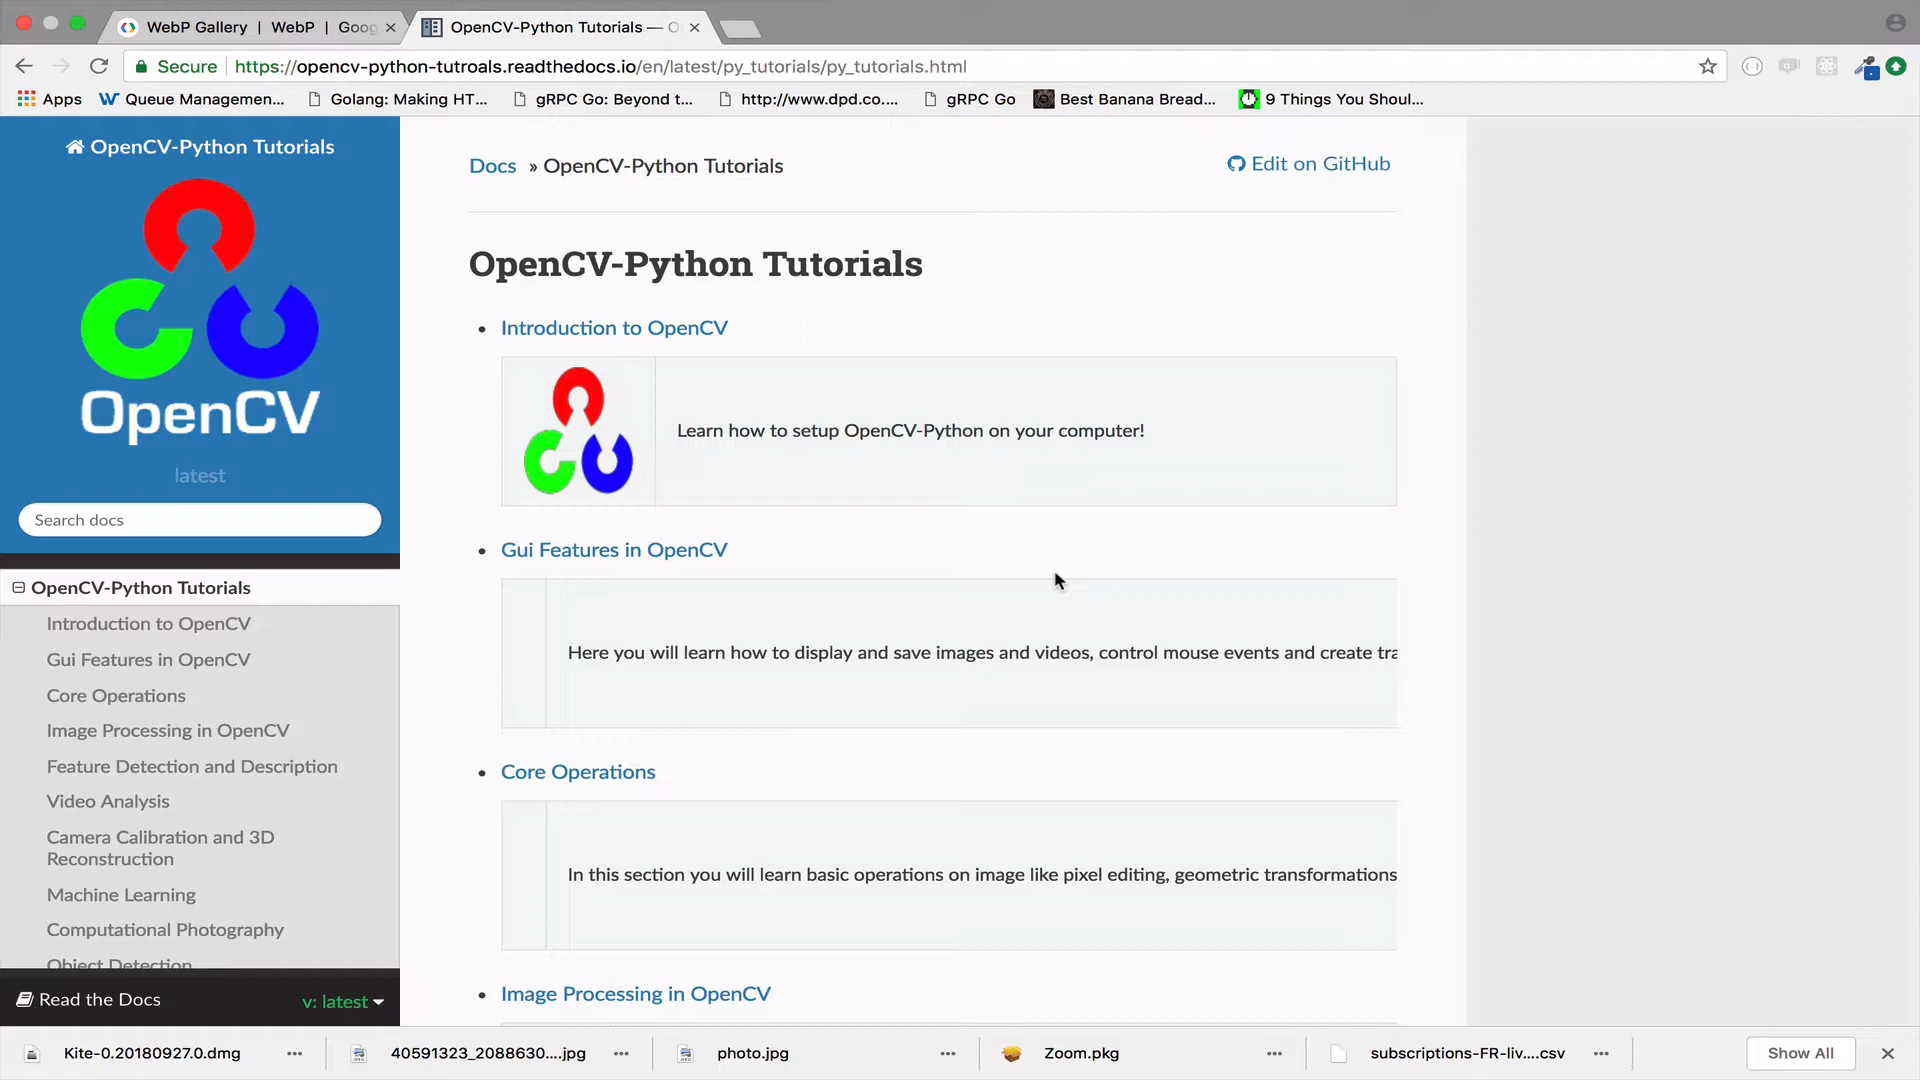 WebP Gallery | WebP | Goog
OpenCV-Python Tutorials — O
Secure
https://opencv-python-tutroals.readthedocs.io/en/latest/py_tutorials/py_tutorials.html
Apps
Queue Managemen...
Golang: Making HT...
gRPC Go: Beyond t...
http://www.dpd.co....
gRPC Go
Best Banana Bread...
9 Things You Shoul...
OpenCV-Python Tutorials
OpenCV
latest
Search docs
OpenCV-Python Tutorials
Introduction to OpenCV
Gui Features in OpenCV
Core Operations
Image Processing in OpenCV
Feature Detection and Description
Video Analysis
Camera Calibration and 3D
Reconstruction
Machine Learning
Computational Photography
Object Detection
Read the Docs
v: latest
Docs » OpenCV-Python Tutorials
Edit on GitHub
OpenCV-Python Tutorials
Introduction to OpenCV
Learn how to setup OpenCV-Python on your computer!
Gui Features in OpenCV
Here you will learn how to display and save images and videos, control mouse events and create tra
Core Operations
In this section you will learn basic operations on image like pixel editing, geometric transformations
Image Processing in OpenCV
Kite-0.20180927.0.dmg
40591323_2088630....jpg
photo.jpg
Zoom.pkg
subscriptions-FR-liv....csv
Show All